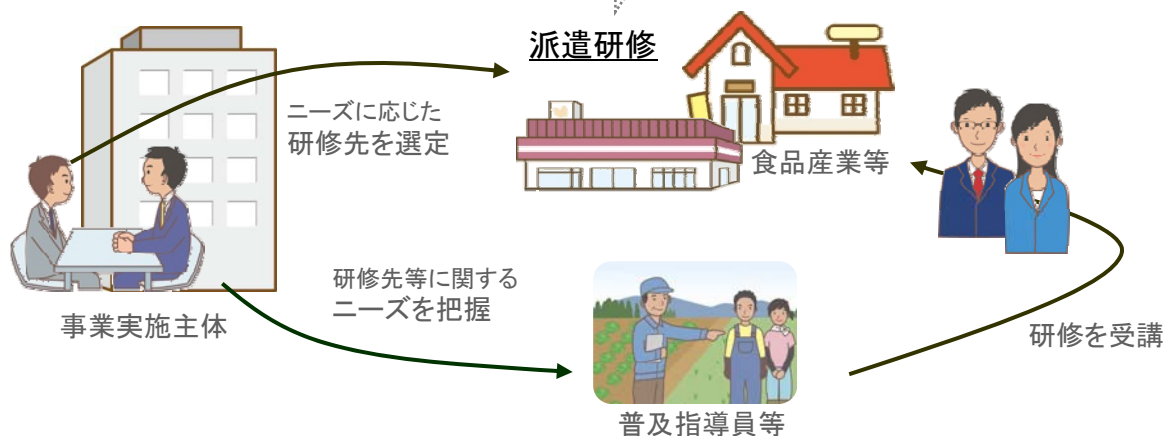 派遣研修
ニーズに応じた
研修先を選定
食品産業等
研修先等に関する
ニーズを把握
事業実施主体
研修を受講
普及指導員等